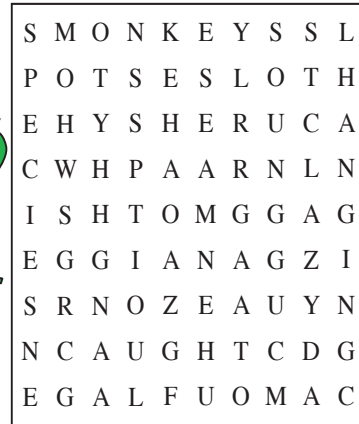 S M O N K E Y S S L
P O T S E S L O T H
E H Y S H E R U C A
C W H P A A R N L N
I S H T O M G G A G
E G G I A N A G Z I
S R N O Z E A U Y N
N C A U G H T C D G
E G A L F U O M A C